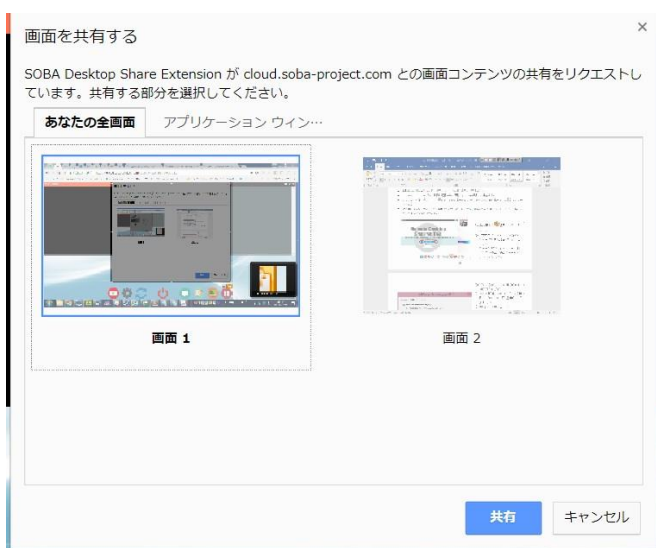 画面を共有する
×
SOBA Desktop Share Extension が cloud.soba-project.com との画面コンテンツの共有をリクエストし
ています。共有する部分を選択してください。
あなたの全画面 アプリケーション ウィン…
画面 1
画面 2
共有 キャンセル